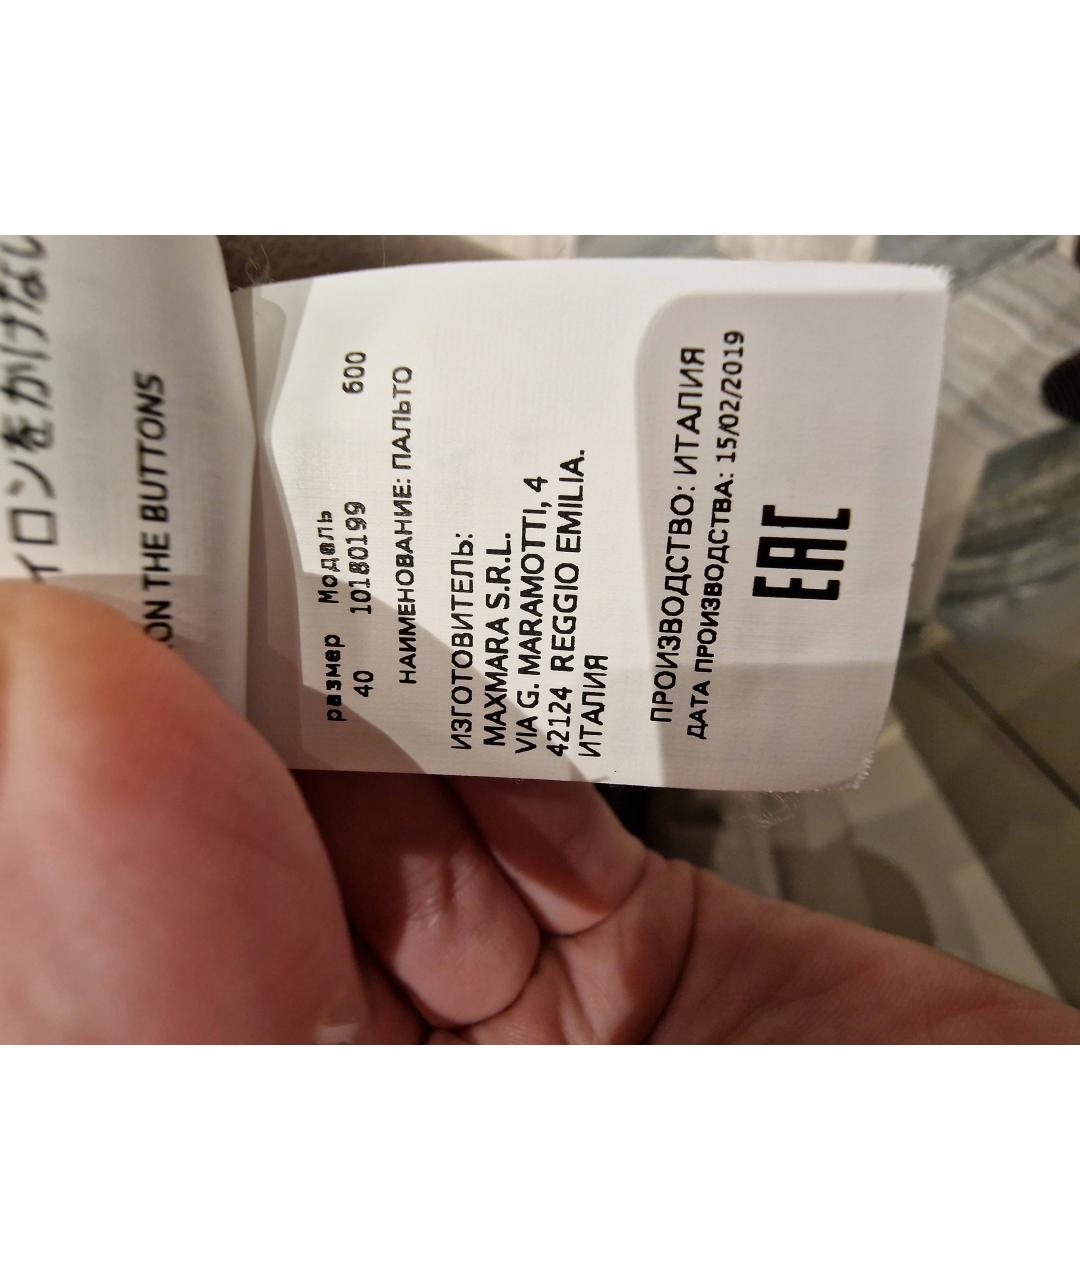 イロンをかけない
ON THE BUTTONS
размер Модель
40 10180199 600
НАИМЕНОВАНИЕ: ПАЛЬТО
ИЗГОТОВИТЕЛЬ:
MAXMARA S.R.L.
VIA G. MARAMOTTI, 4
42124 REGGIO EMILIA.
ИТАЛИЯ
ПРОИЗВОДСТВО: ИТАЛИЯ
ДАТА ПРОИЗВОДСТВА: 15/02/2019
EAC